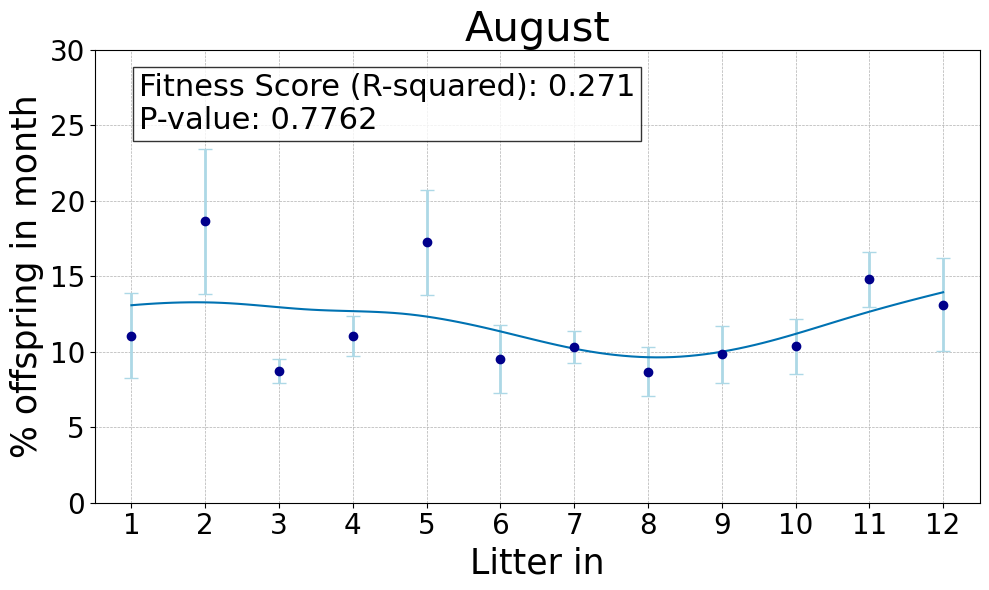 August
Fitness Score (R-squared): 0.271
P-value: 0.7762
% offspring in month
30
25
20
15
10
5
0
1 2 3 4 5 6 7 8 9 10 11 12
Litter in